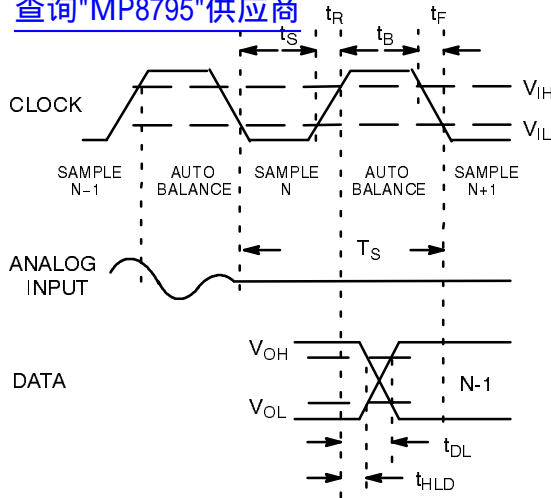 查询"MP8795"供应商
tR
tF
tS
tB
CLOCK
VIH
VIL
SAMPLE
N–1
AUTO
BALANCE
SAMPLE
N
AUTO
BALANCE
SAMPLE
N+1
TS
ANALOG
INPUT
VOH
DATA
N-1
VOL
tDL
tHLD